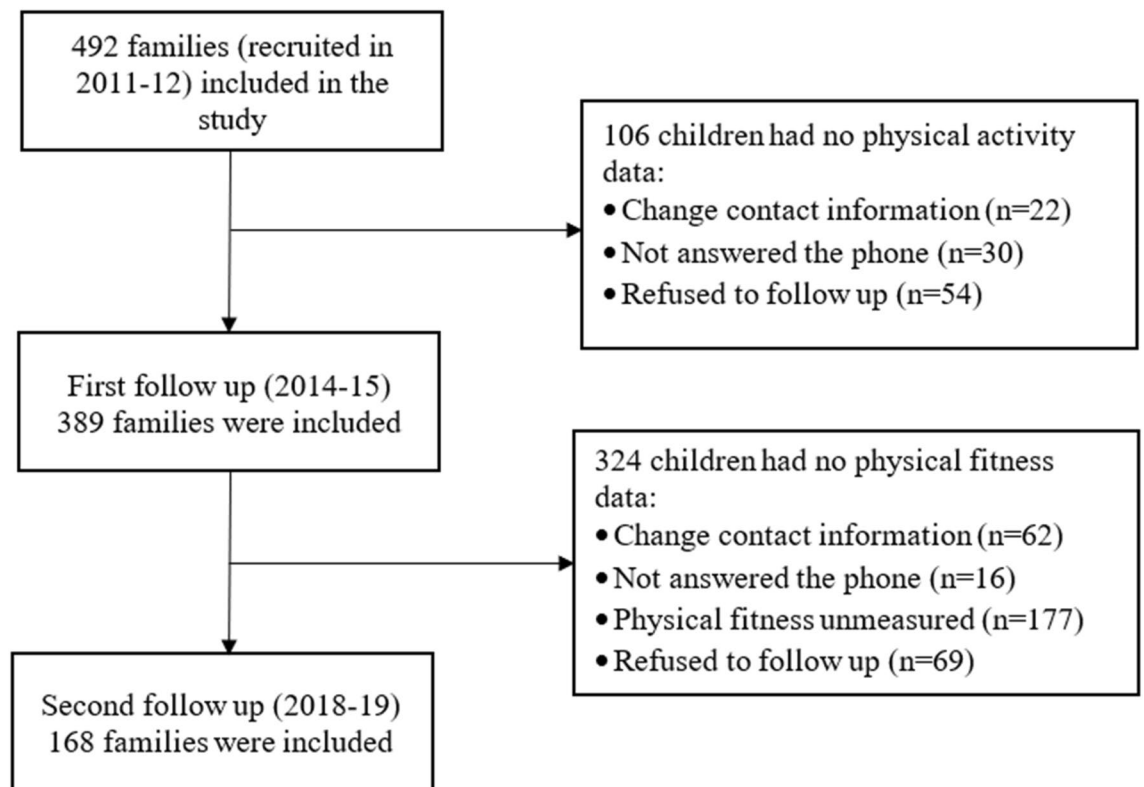 492 families (recruited in
2011-12) included in the
study
106 children had no physical activity
data:
• Change contact information (n=22)
• Not answered the phone (n=30)
• Refused to follow up (n=54)
First follow up (2014-15)
389 families were included
324 children had no physical fitness
data:
• Change contact information (n=62)
• Not answered the phone (n=16)
• Physical fitness unmeasured (n=177)
• Refused to follow up (n=69)
Second follow up (2018-19)
168 families were included